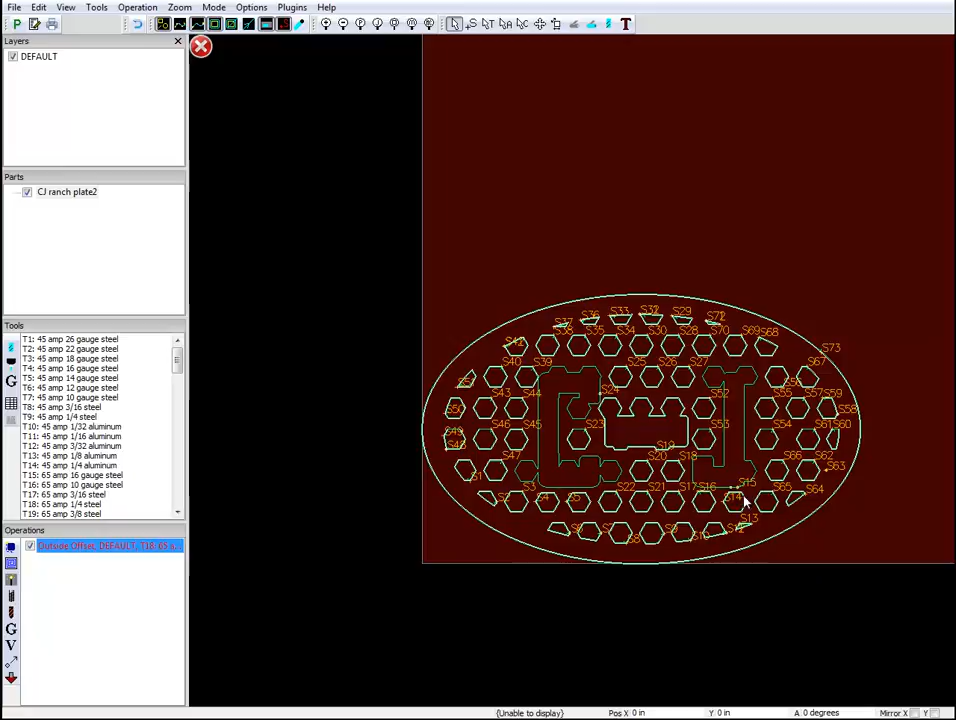 File Edit View Tools Operation Zoom Mode Options Plugins Help
Layers
DEFAULT
Parts
CJ ranch plate2
Tools
T1: 45 amp 26 gauge steel
T2: 45 amp 22 gauge steel
T3: 45 amp 18 gauge steel
T4: 45 amp 16 gauge steel
T5: 45 amp 14 gauge steel
T6: 45 amp 12 gauge steel
T7: 45 amp 10 gauge steel
T8: 45 amp 3/16 steel
T9: 45 amp 1/4 steel
T10: 45 amp 1/32 aluminum
T11: 45 amp 1/16 aluminum
T12: 45 amp 3/32 aluminum
T13: 45 amp 1/8 aluminum
T14: 45 amp 1/4 aluminum
T15: 65 amp 16 gauge steel
T16: 65 amp 10 gauge steel
T17: 65 amp 3/16 steel
T18: 65 amp 1/4 steel
T19: 65 amp 3/8 steel
Operations
Outside Offset, DEFAULT, T18: 65 a...
S37 S36 S33 S32 S29 S72
S38 S35 S34 S30 S28 S70 S69 S68
S42 S73
S40 S39 S25 S26 S27 S67
S51 S24 S56
S43 S44 S52 S57 S59
S50 S58
S49 S46 S45 S23 S53 S54 S61 S60
S48 S19
S47 S20 S18 S66 S62
S1 S63
S3 S22 S21 S17 S16 S15 S65 S64
S2 S4 S5 S14
S13
S6 S7 S8 S9 S10 S12
{Unable to display} Pos X 0 in Y: 0 in A: 0 degrees Mirror X Y